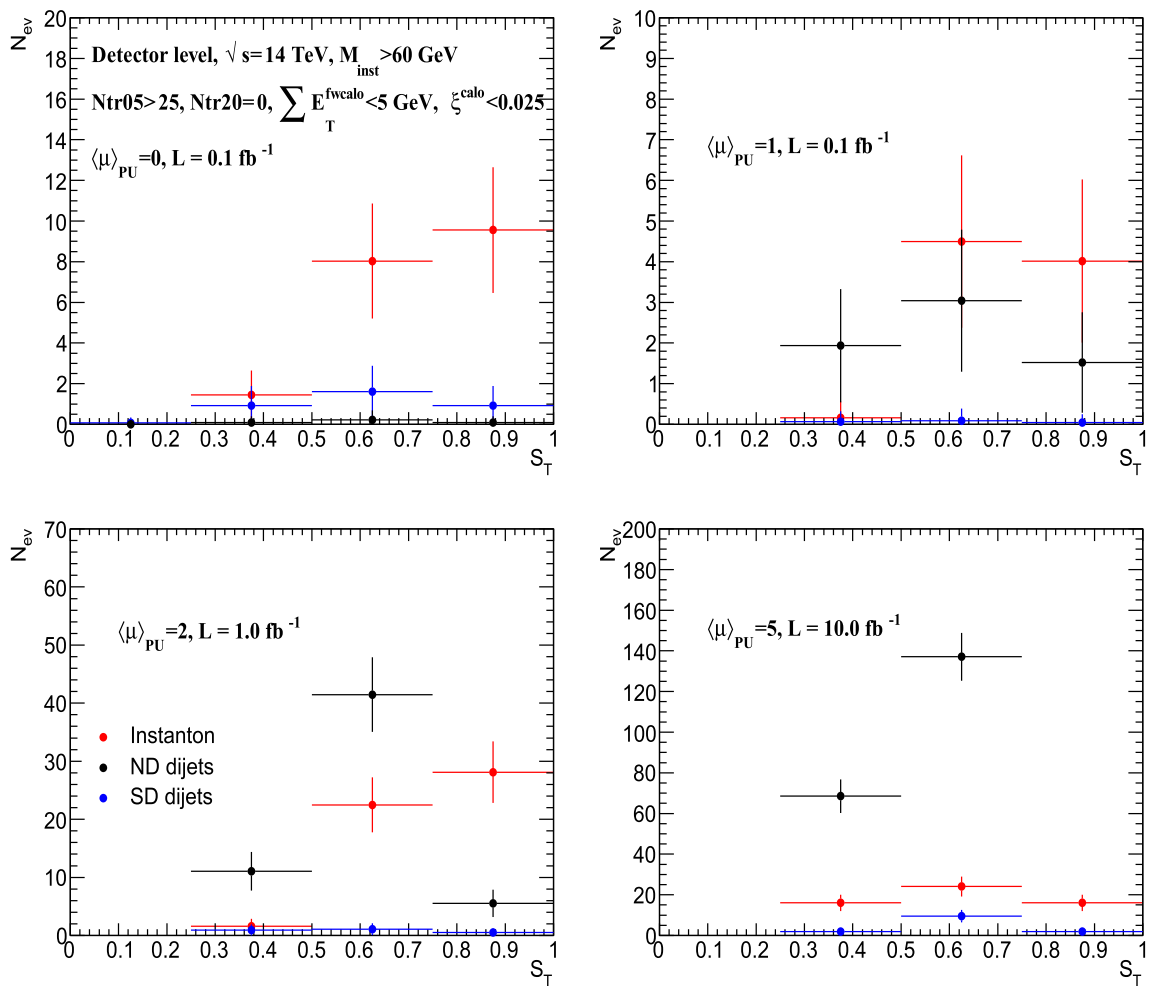 N_ev
20
18
16
14
12
10
8
6
4
2
0
Detector level, √ s=14 TeV, M_inst >60 GeV
Ntr05>25, Ntr20=0, ∑ E_T^fwcalo <5 GeV, ξ^calo <0.025
⟨μ⟩_PU=0, L = 0.1 fb^-1
0 0.1 0.2 0.3 0.4 0.5 0.6 0.7 0.8 0.9 1
S_T
N_ev
10
9
8
7
6
5
4
3
2
1
0
⟨μ⟩_PU=1, L = 0.1 fb^-1
0 0.1 0.2 0.3 0.4 0.5 0.6 0.7 0.8 0.9 1
S_T
N_ev
70
60
50
40
30
20
10
0
⟨μ⟩_PU=2, L = 1.0 fb^-1
Instanton
ND dijets
SD dijets
0 0.1 0.2 0.3 0.4 0.5 0.6 0.7 0.8 0.9 1
S_T
N_ev
200
180
160
140
120
100
80
60
40
20
0
⟨μ⟩_PU=5, L = 10.0 fb^-1
0 0.1 0.2 0.3 0.4 0.5 0.6 0.7 0.8 0.9 1
S_T